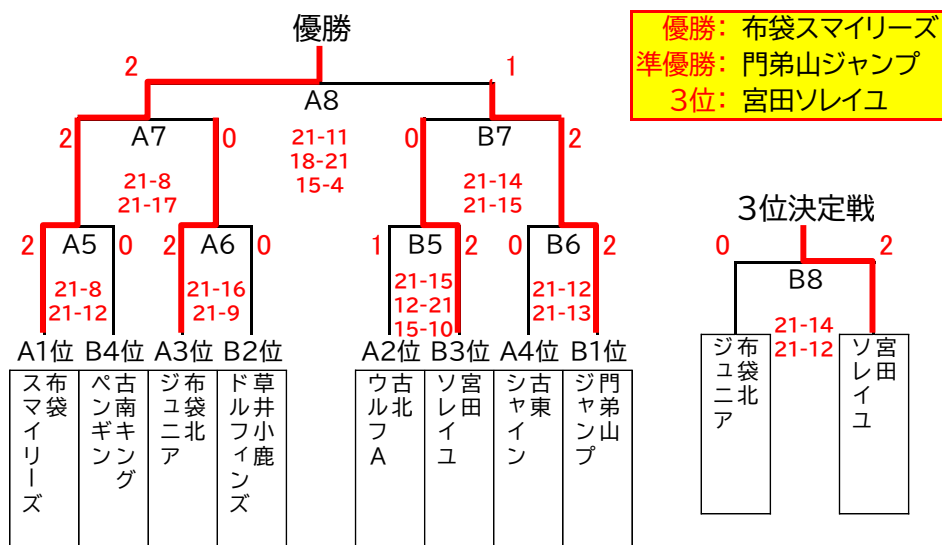 優勝
優勝: 布袋スマイリーズ
準優勝: 門弟山ジャンプ
3位: 宮田ソレイユ
2
1
A8
21-11
18-21
15-4
2
A7
0
21-8
21-17
0
B7
2
21-14
21-15
2
A5
0
21-8
21-12
2
A6
0
21-16
21-9
1
B5
2
21-15
12-21
15-10
0
B6
2
21-12
21-13
A1位
B4位
A3位
B2位
A2位
B3位
A4位
B1位
布袋
スマイリーズ
古南キング
ペンギン
布袋北
ジュニア
草井小鹿
ドルフィンズ
古北
ウルフA
宮田
ソレイユ
古東
シャイン
門弟山
ジャンプ
3位決定戦
0
2
B8
21-14
21-12
布袋北
ジュニア
宮田
ソレイユ